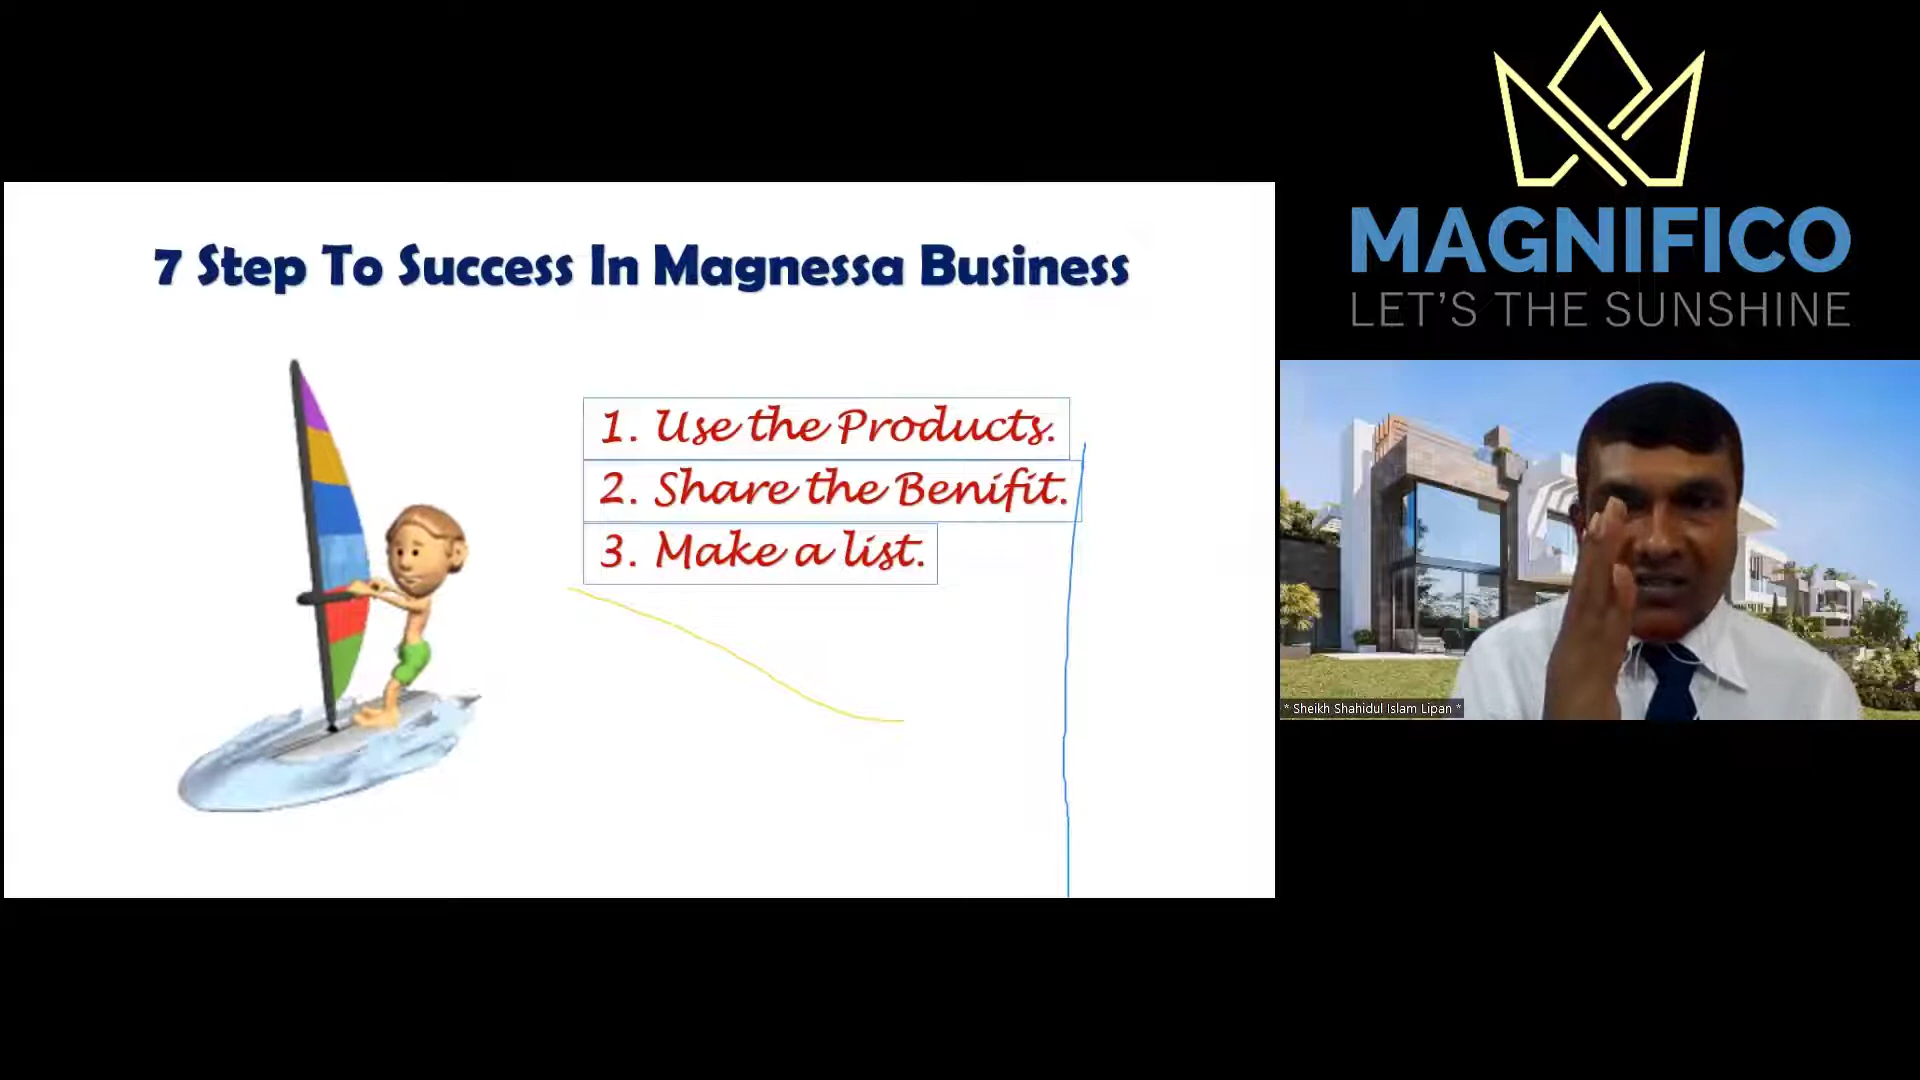 7 Step To Success In Magnessa Business
1. Use the Products.
2. Share the Benifit.
3. Make a list.
MAGNIFICO
LET'S THE SUNSHINE
* Sheikh Shahidul Islam Lipan *